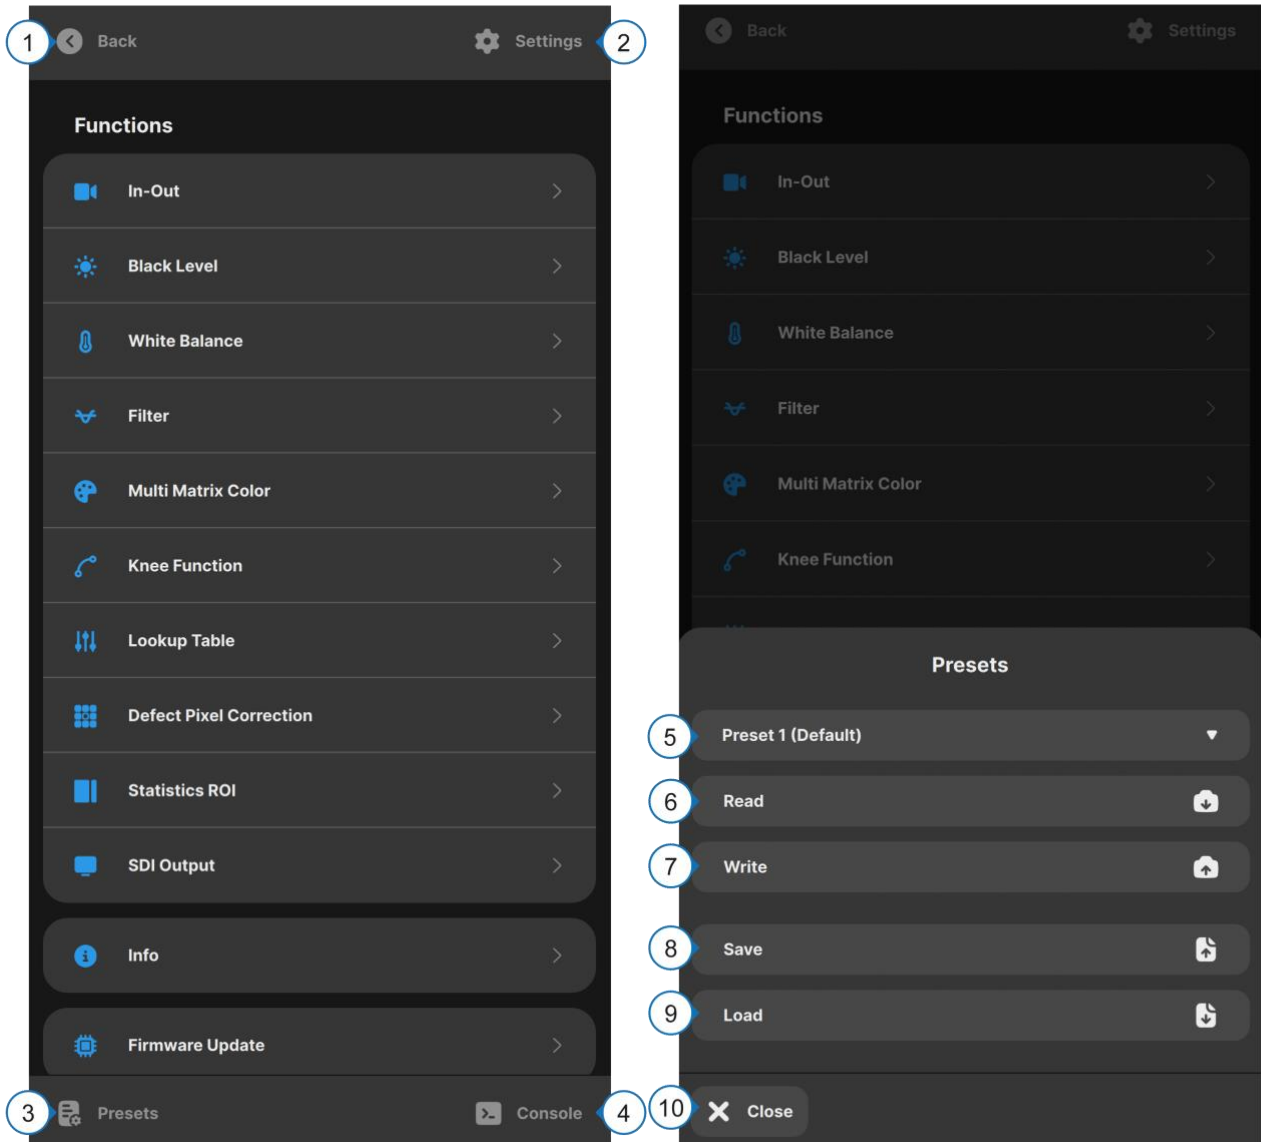 1 Back Settings 2
Functions
In-Out
Black Level
White Balance
Filter
Multi Matrix Color
Knee Function
Lookup Table
Defect Pixel Correction
Statistics ROI
SDI Output
Info
Firmware Update
3 Presets Console 4
Back Settings
Functions
In-Out
Black Level
White Balance
Filter
Multi Matrix Color
Knee Function
Presets
5 Preset 1 (Default)
6 Read
7 Write
8 Save
9 Load
10 Close